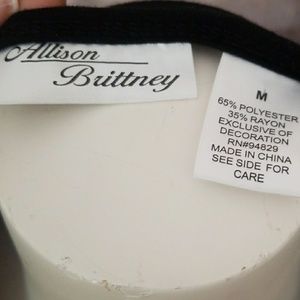 Allison
Brittney
M
65% POLYESTER
35% RAYON
EXCLUSIVE OF
DECORATION
RN#94829
MADE IN CHINA
SEE SIDE FOR
CARE